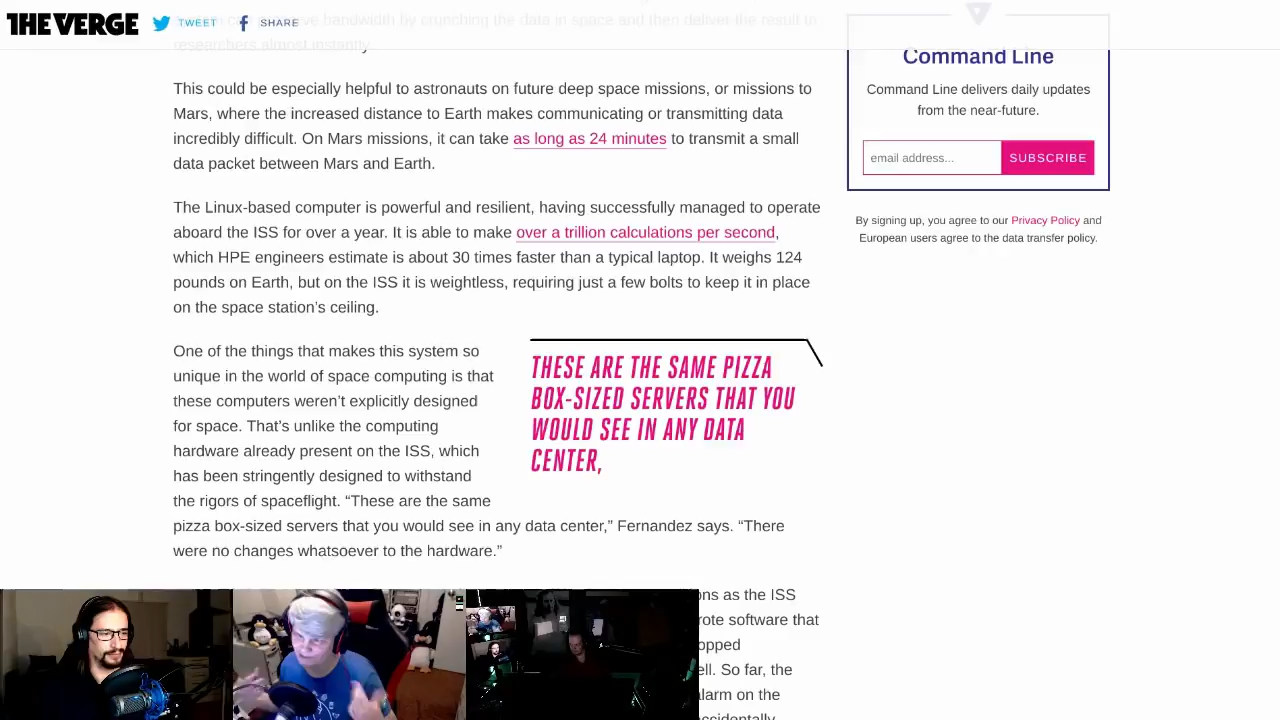 THE VERGE
TWEET
SHARE
bandwidth by crunching the data in space and then deliver the result to
researchers almost instantly.
This could be especially helpful to astronauts on future deep space missions, or missions to
Mars, where the increased distance to Earth makes communicating or transmitting data
incredibly difficult. On Mars missions, it can take as long as 24 minutes to transmit a small
data packet between Mars and Earth.
The Linux-based computer is powerful and resilient, having successfully managed to operate
aboard the ISS for over a year. It is able to make over a trillion calculations per second,
which HPE engineers estimate is about 30 times faster than a typical laptop. It weighs 124
pounds on Earth, but on the ISS it is weightless, requiring just a few bolts to keep it in place
on the space station’s ceiling.
One of the things that makes this system so
unique in the world of space computing is that
these computers weren’t explicitly designed
for space. That’s unlike the computing
hardware already present on the ISS, which
has been stringently designed to withstand
the rigors of spaceflight. “These are the same
pizza box-sized servers that you would see in any data center,” Fernandez says. “There
were no changes whatsoever to the hardware.”
THESE ARE THE SAME PIZZA
BOX-SIZED SERVERS THAT YOU
WOULD SEE IN ANY DATA
CENTER,
ons as the ISS
rote software that
opped
ell. So far, the
alarm on the
accidentally
Command Line
Command Line delivers daily updates
from the near-future.
email address...
SUBSCRIBE
By signing up, you agree to our Privacy Policy and
European users agree to the data transfer policy.